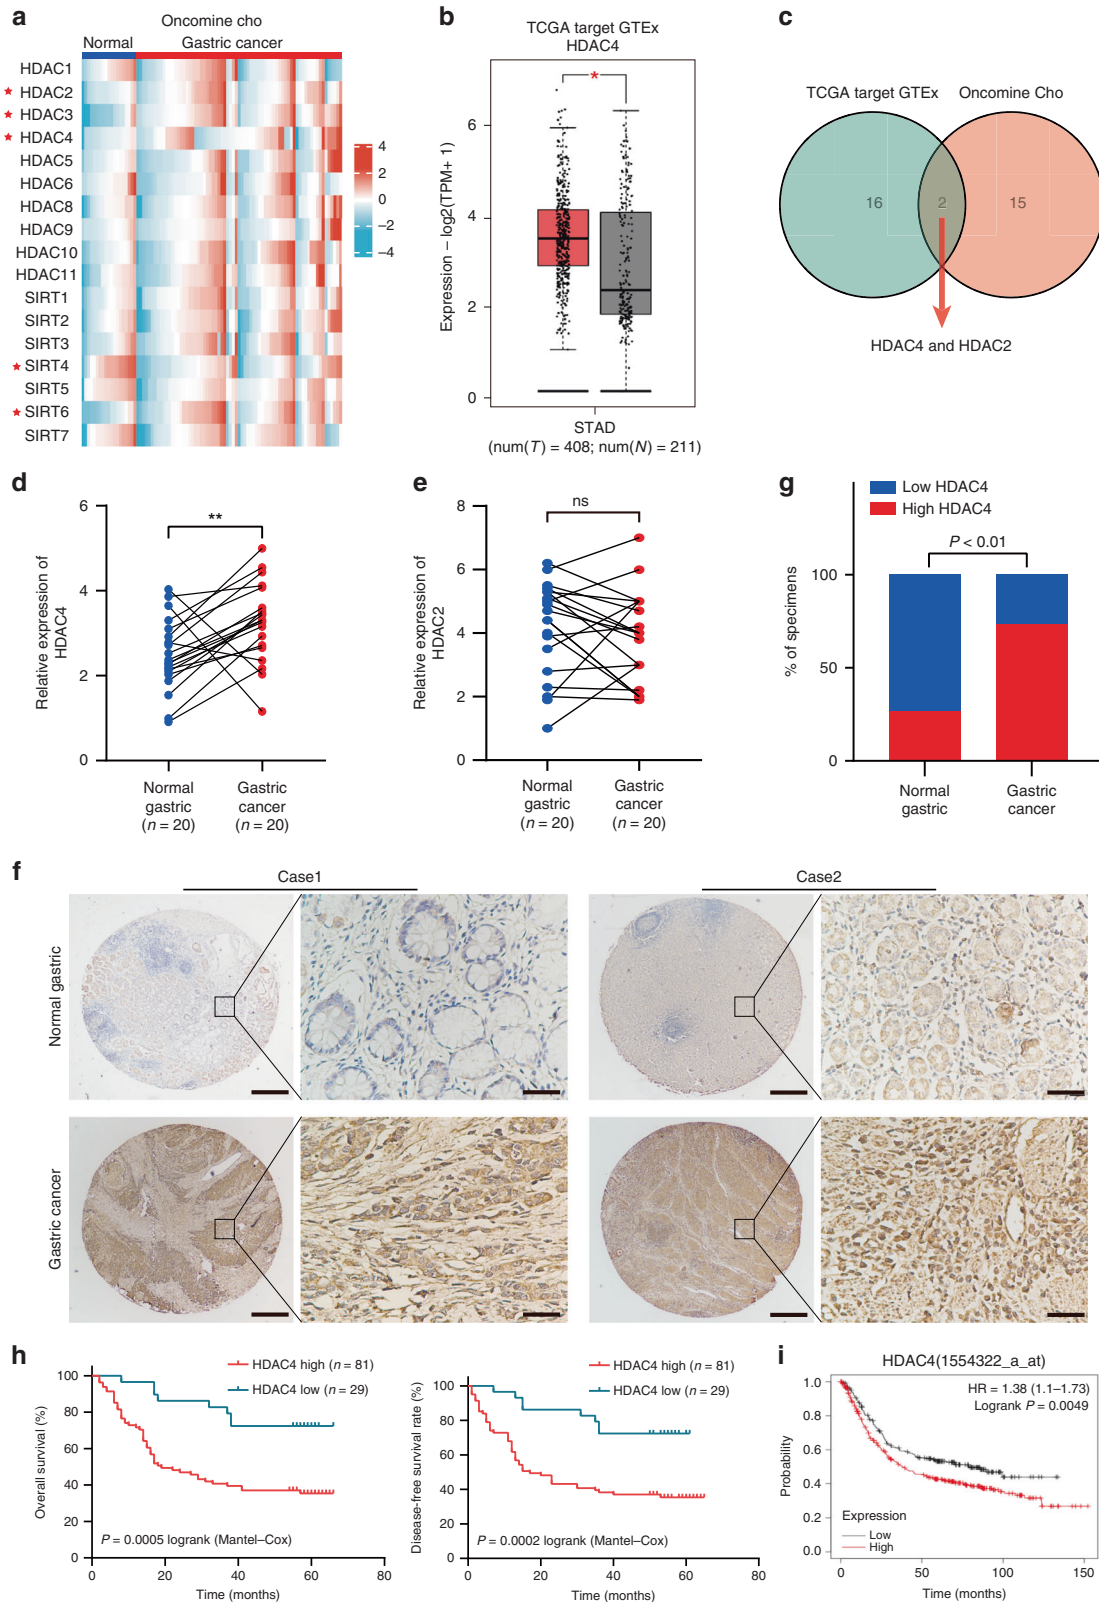 a
Oncomine cho
Normal
Gastric cancer
HDAC1
HDAC2
HDAC3
HDAC4
HDAC5
HDAC6
HDAC8
HDAC9
HDAC10
HDAC11
SIRT1
SIRT2
SIRT3
SIRT4
SIRT5
SIRT6
SIRT7
4
2
0
−2
−4
b
TCGA target GTEx
HDAC4
*
Expression − log2(TPM+ 1)
6
4
2
0
STAD
(num(T) = 408; num(N) = 211)
c
TCGA target GTEx
Oncomine Cho
16
2
15
HDAC4 and HDAC2
d
Relative expression of
HDAC4
6
4
2
0
**
Normal
gastric
(n = 20)
Gastric
cancer
(n = 20)
e
Relative expression of
HDAC2
8
6
4
2
0
ns
Normal
gastric
(n = 20)
Gastric
cancer
(n = 20)
g
Low HDAC4
High HDAC4
P < 0.01
% of specimens
100
50
0
Normal
gastric
Gastric
cancer
f
Case1
Case2
Normal gastric
Gastric cancer
h
HDAC4 high (n = 81)
HDAC4 low (n = 29)
Overall survival (%)
100
80
60
40
20
0
P = 0.0005 logrank (Mantel–Cox)
0
20
40
60
80
Time (months)
HDAC4 high (n = 81)
HDAC4 low (n = 29)
Disease-free survival rate (%)
100
80
60
40
20
0
P = 0.0002 logrank (Mantel–Cox)
0
20
40
60
80
Time (months)
i
HDAC4(1554322_a_at)
HR = 1.38 (1.1–1.73)
Logrank P = 0.0049
Probability
1.0
0.8
0.6
0.4
0.2
0.0
Expression
Low
High
0
50
100
150
Time (months)